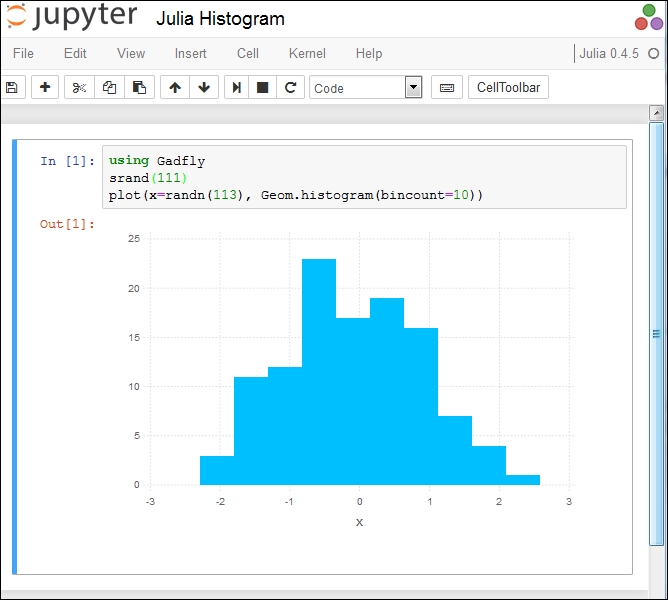 jupyter Julia Histogram
File Edit View Insert Cell Kernel Help Julia 0.4.5
Code CellToolbar
In [1]: using Gadfly
srand(111)
plot(x=randn(113), Geom.histogram(bincount=10))
Out[1]:
25
20
15
10
5
0
-3 -2 -1 0 1 2 3
x